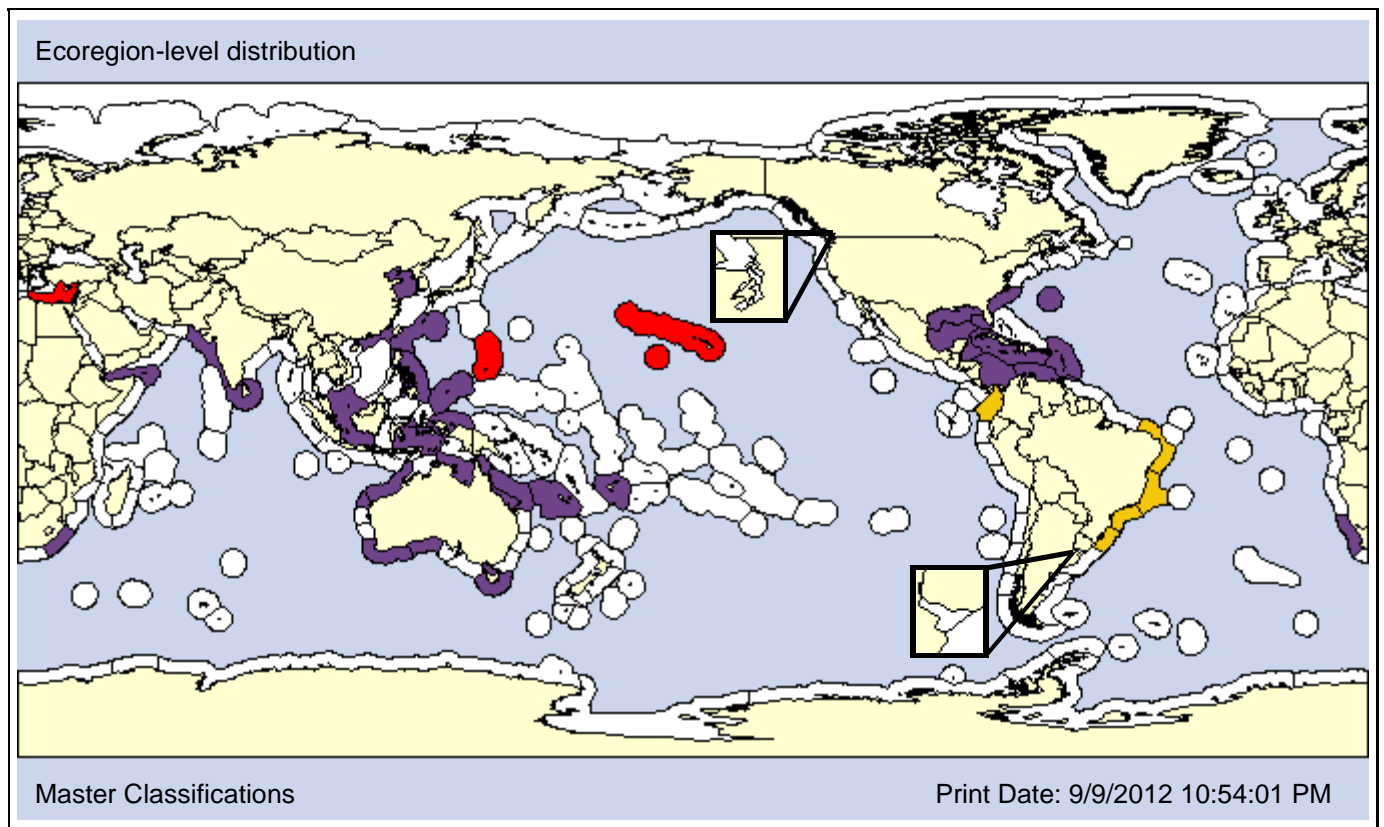 Ecoregion-level distribution
Master Classifications
Print Date: 9/9/2012 10:54:01 PM